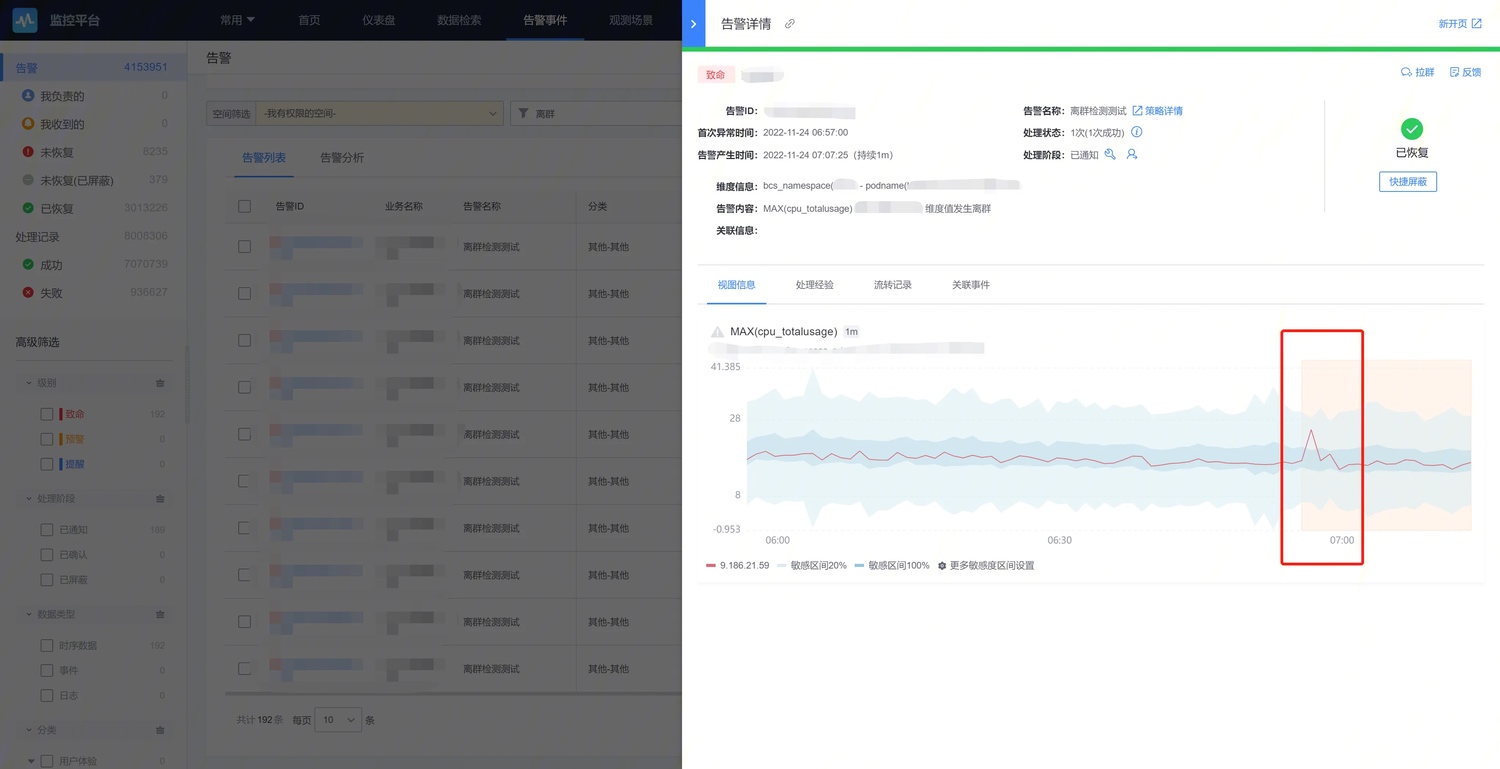 监控平台 常用 首页 仪表盘 数据检索 告警事件 观测场景
告警 4153951
我负责的 0
我收到的 0
未恢复 8235
未恢复(已屏蔽) 379
已恢复 3013226
处理记录 8008306
成功 7070739
失败 936627
高级筛选
级别
致命 192
预警 0
提醒 0
处理阶段
已通知 189
已确认 0
已屏蔽 0
数据类型
时序数据 192
事件 0
日志 0
分类
用户体验 0
告警
空间筛选 -我有权限的空间- 离群
告警列表 告警分析
告警ID 业务名称 告警名称 分类
离群检测测试 其他-其他
离群检测测试 其他-其他
离群检测测试 其他-其他
离群检测测试 其他-其他
离群检测测试 其他-其他
离群检测测试 其他-其他
离群检测测试 其他-其他
离群检测测试 其他-其他
离群检测测试 其他-其他
离群检测测试 其他-其他
共计 192 条 每页 10 条
告警详情 新开页
致命 拉群 反馈
告警ID: 告警名称: 离群检测测试 策略详情
首次异常时间: 2022-11-24 06:57:00 处理状态: 1次(1次成功)
告警产生时间: 2022-11-24 07:07:25 (持续1m) 处理阶段: 已通知
已恢复
快捷屏蔽
维度信息: bcs_namespace( - podname(
告警内容: MAX(cpu_totalusage) 维度值发生离群
关联信息:
视图信息 处理经验 流转记录 关联事件
MAX(cpu_totalusage) 1m
41.385
28
8
-0.953
06:00 06:30 07:00
9.186.21.59 敏感区间20% 敏感区间100% 更多敏感度区间设置